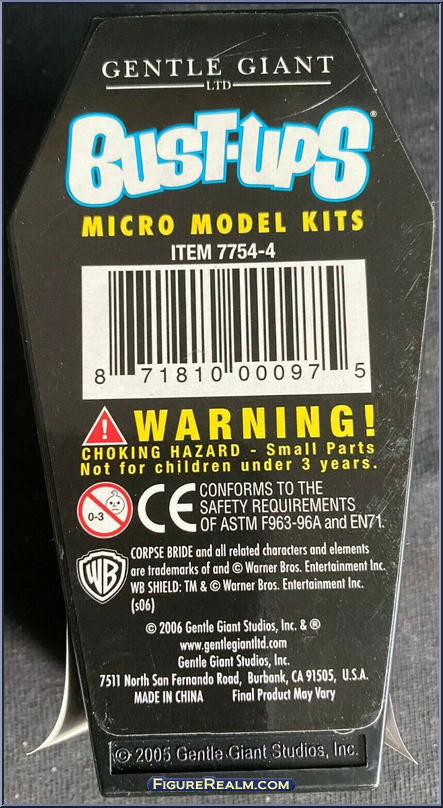 GENTLE GIANT
LTD
BUST-UPS®
MICRO MODEL KITS
ITEM 7754-4
8 71810 00097 5
WARNING!
CHOKING HAZARD - Small Parts
Not for children under 3 years.
0-3
CE
CONFORMS TO THE
SAFETY REQUIREMENTS
OF ASTM F963-96A and EN71.
WB
CORPSE BRIDE and all related characters and elements
are trademarks of and © Warner Bros. Entertainment Inc.
WB SHIELD: TM & © Warner Bros. Entertainment Inc.
(s06)
© 2006 Gentle Giant Studios, Inc. & ®
www.gentlegiantltd.com
Gentle Giant Studios, Inc.
7511 North San Fernando Road, Burbank, CA 91505, U.S.A.
MADE IN CHINA Final Product May Vary
© 2005 Gentle Giant Studios, Inc.
FIGUREREALM.COM